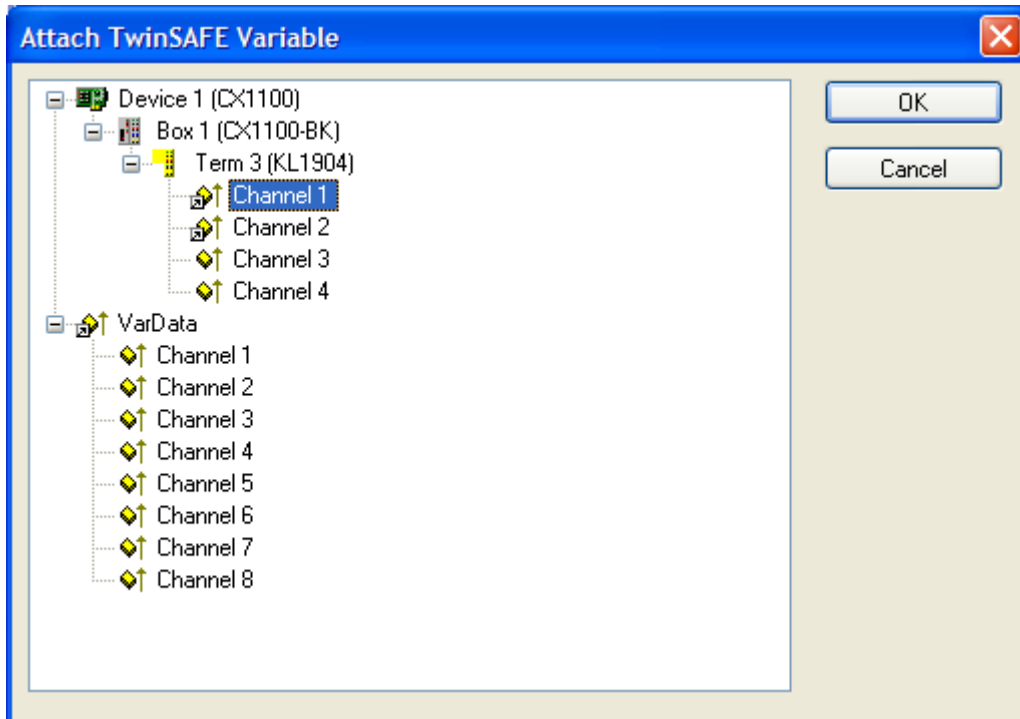 Attach TwinSAFE Variable
Device 1 (CX1100)
OK
Box 1 (CX1100-BK)
Term 3 (KL1904)
Cancel
Channel 1
Channel 2
Channel 3
Channel 4
VarData
Channel 1
Channel 2
Channel 3
Channel 4
Channel 5
Channel 6
Channel 7
Channel 8